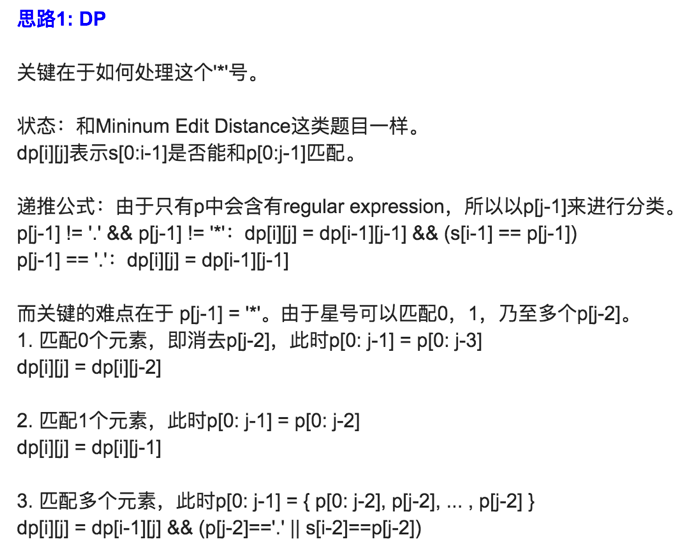 思路1: DP
关键在于如何处理这个'*'号。
状态：和Mininum Edit Distance这类题目一样。
dp[i][j]表示s[0:i-1]是否能和p[0:j-1]匹配。
递推公式：由于只有p中会含有regular expression，所以以p[j-1]来进行分类。
p[j-1] != '.' && p[j-1] != '*'：dp[i][j] = dp[i-1][j-1] && (s[i-1] == p[j-1])
p[j-1] == '.'：dp[i][j] = dp[i-1][j-1]
而关键的难点在于 p[j-1] = '*'。由于星号可以匹配0，1，乃至多个p[j-2]。
1. 匹配0个元素，即消去p[j-2]，此时p[0: j-1] = p[0: j-3]
dp[i][j] = dp[i][j-2]
2. 匹配1个元素，此时p[0: j-1] = p[0: j-2]
dp[i][j] = dp[i][j-1]
3. 匹配多个元素，此时p[0: j-1] = { p[0: j-2], p[j-2], ... , p[j-2] }
dp[i][j] = dp[i-1][j] && (p[j-2]=='.' || s[i-2]==p[j-2])